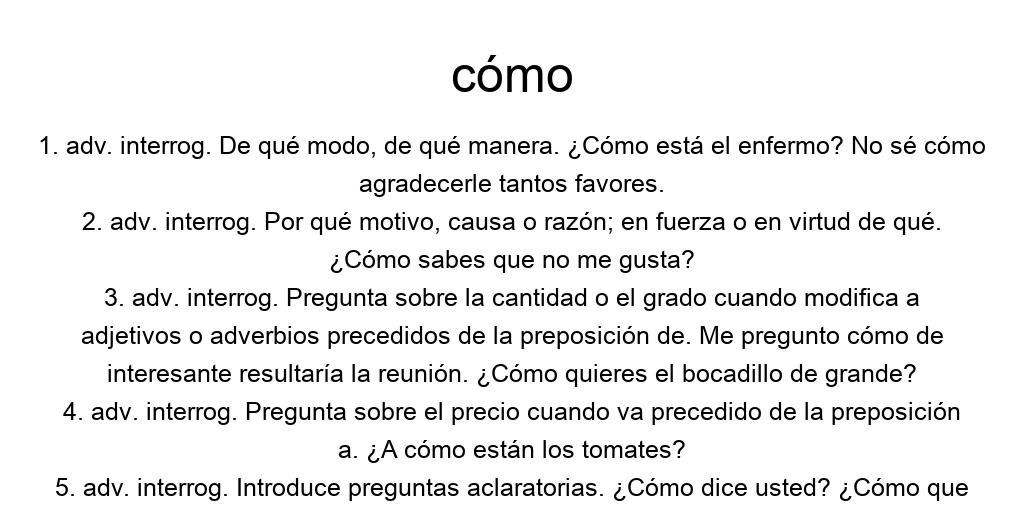 cómo
1. adv. interrog. De qué modo, de qué manera. ¿Cómo está el enfermo? No sé cómo
agradecerle tantos favores.
2. adv. interrog. Por qué motivo, causa o razón; en fuerza o en virtud de qué.
¿Cómo sabes que no me gusta?
3. adv. interrog. Pregunta sobre la cantidad o el grado cuando modifica a
adjetivos o adverbios precedidos de la preposición de. Me pregunto cómo de
interesante resultaría la reunión. ¿Cómo quieres el bocadillo de grande?
4. adv. interrog. Pregunta sobre el precio cuando va precedido de la preposición
a. ¿A cómo están los tomates?
5. adv. interrog. Introduce preguntas aclaratorias. ¿Cómo dice usted? ¿Cómo que